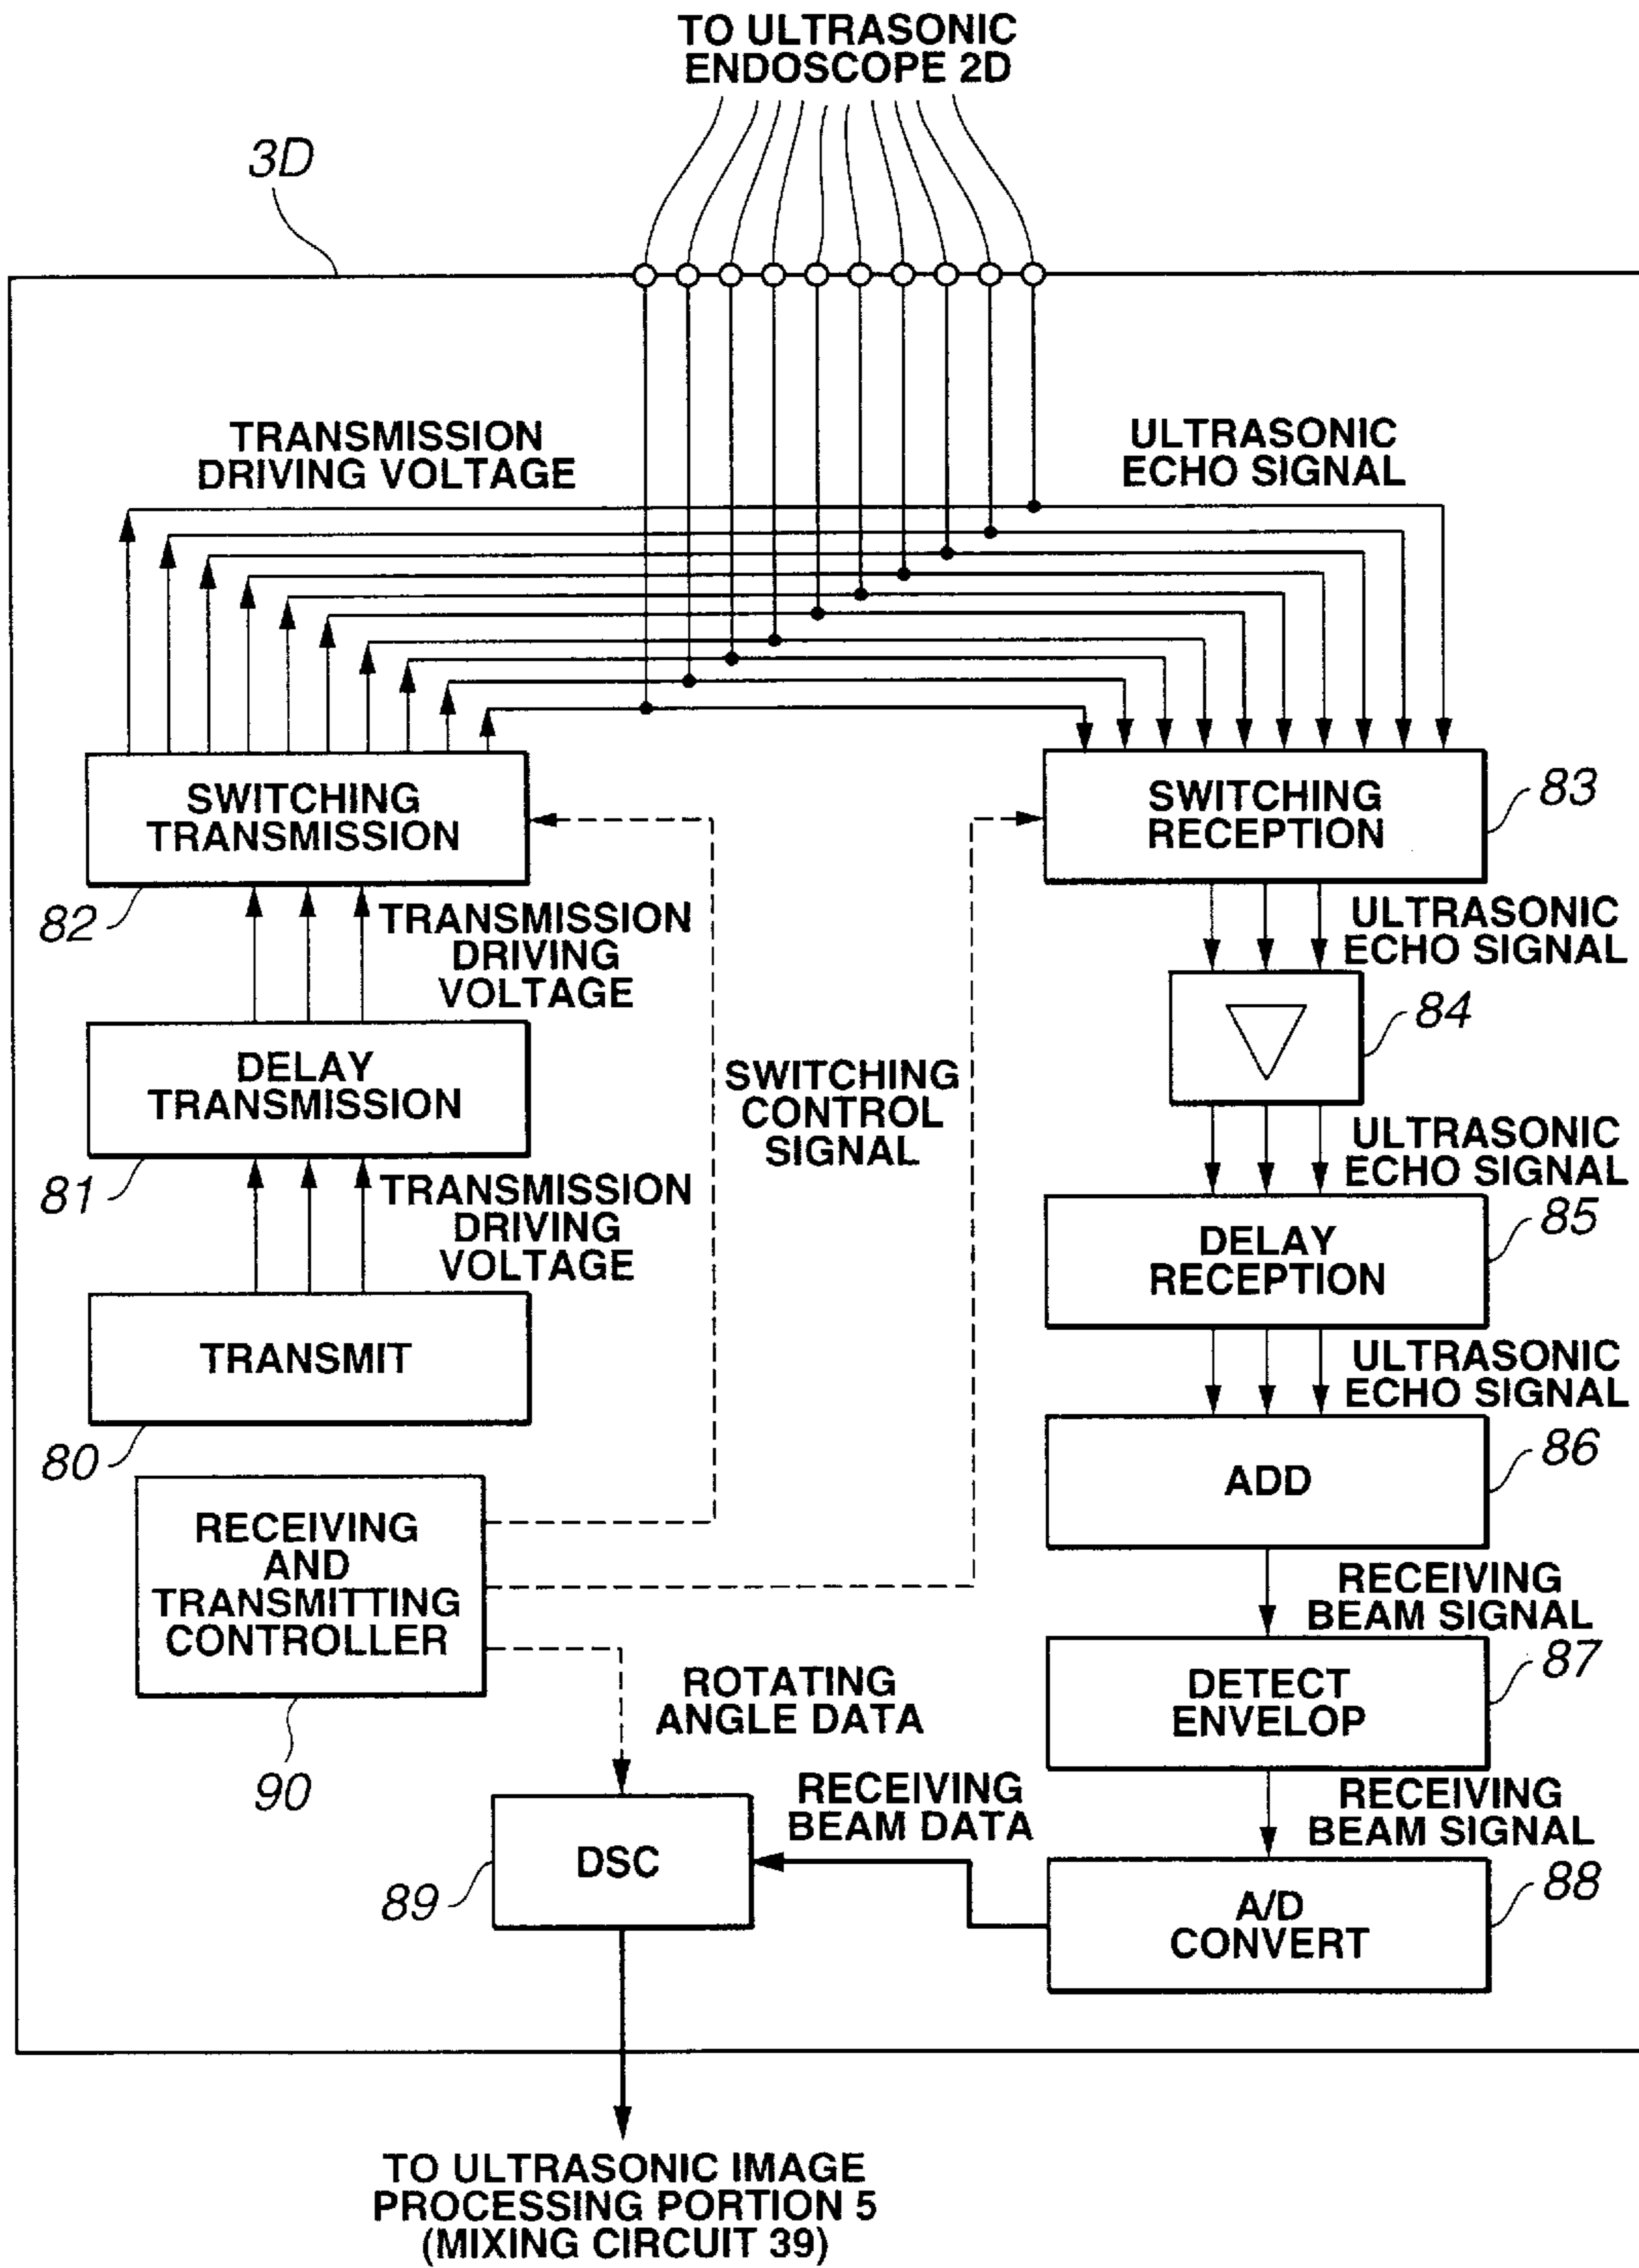 TO ULTRASONIC
ENDOSCOPE 2D
3D
TRANSMISSION
DRIVING VOLTAGE
ULTRASONIC
ECHO SIGNAL
SWITCHING
TRANSMISSION
82
SWITCHING
RECEPTION
83
TRANSMISSION
DRIVING
VOLTAGE
ULTRASONIC
ECHO SIGNAL
84
DELAY
TRANSMISSION
81
SWITCHING
CONTROL
SIGNAL
ULTRASONIC
ECHO SIGNAL
TRANSMISSION
DRIVING
VOLTAGE
DELAY
RECEPTION
85
TRANSMIT
80
ULTRASONIC
ECHO SIGNAL
ADD
86
RECEIVING
AND
TRANSMITTING
CONTROLLER
90
RECEIVING
BEAM SIGNAL
DETECT
ENVELOP
87
ROTATING
ANGLE DATA
RECEIVING
BEAM DATA
RECEIVING
BEAM SIGNAL
DSC
89
A/D
CONVERT
88
TO ULTRASONIC IMAGE
PROCESSING PORTION 5
(MIXING CIRCUIT 39)